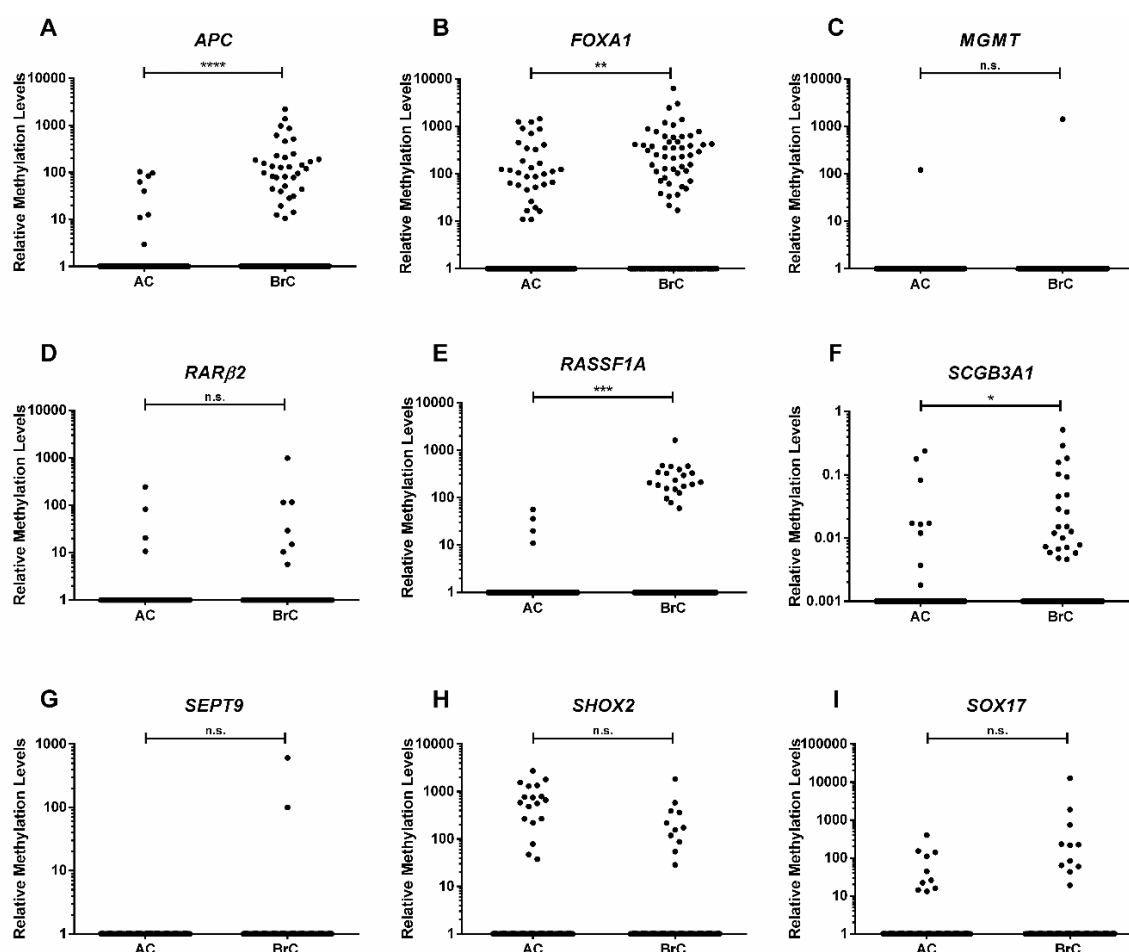 A
APC
****
Relative Methylation Levels
10000
1000
100
10
1
AC
BrC
B
FOXA1
**
Relative Methylation Levels
10000
1000
100
10
1
AC
BrC
C
MGMT
n.s.
Relative Methylation Levels
10000
1000
100
10
1
AC
BrC
D
RARβ2
n.s.
Relative Methylation Levels
10000
1000
100
10
1
AC
BrC
E
RASSF1A
***
Relative Methylation Levels
10000
1000
100
10
1
AC
BrC
F
SCGB3A1
*
Relative Methylation Levels
1
0.1
0.01
0.001
AC
BrC
G
SEPT9
n.s.
Relative Methylation Levels
1000
100
10
1
AC
BrC
H
SHOX2
n.s.
Relative Methylation Levels
10000
1000
100
10
1
AC
BrC
I
SOX17
n.s.
Relative Methylation Levels
100000
10000
1000
100
10
1
AC
BrC